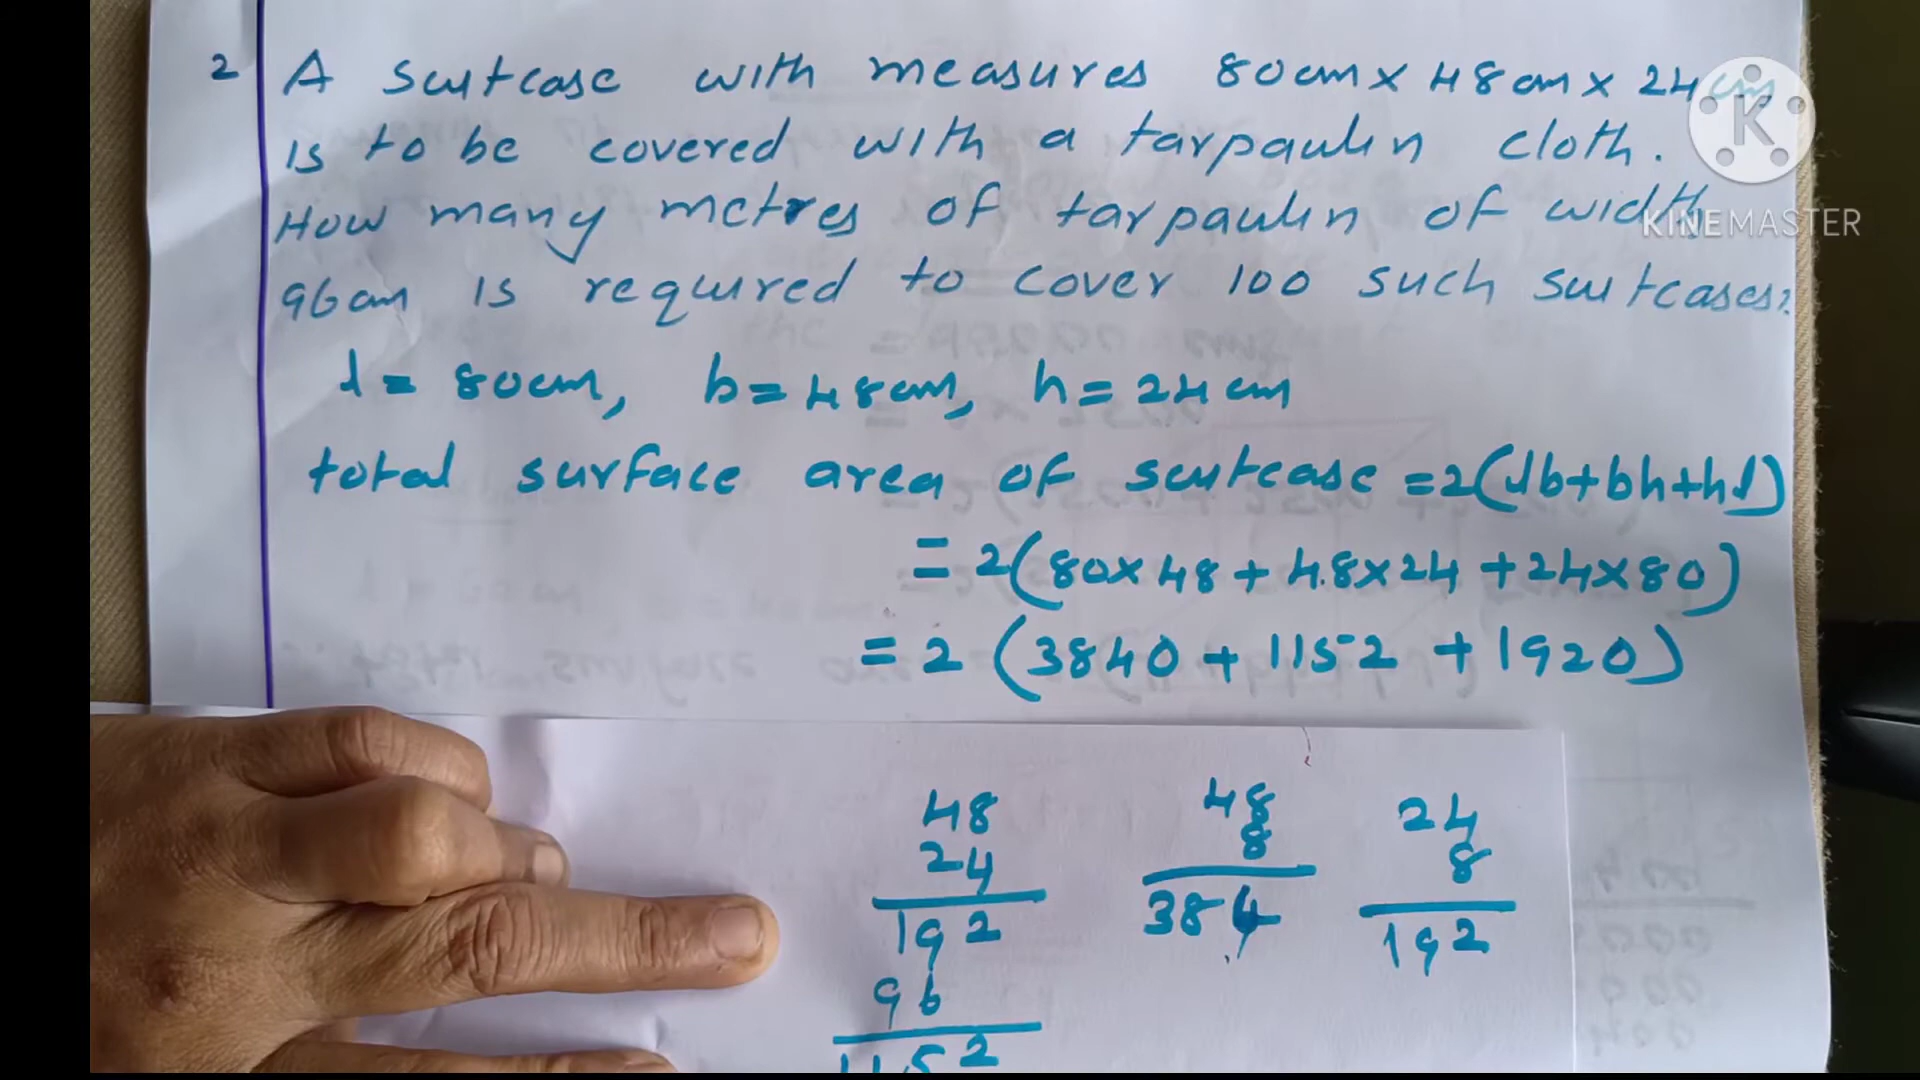 2 A suitcase with measures 80cm x 48cm x 24cm
is to be covered with a tarpaulin cloth.
How many metres of tarpaulin of width
96cm is required to cover 100 such suitcases?
l = 80cm, b = 48cm, h = 24cm
total surface area of suitcase = 2(lb+bh+hl)
= 2(80x48 + 48x24 + 24x80)
= 2 (3840 + 1152 + 1920)
48 48 24
24 8 8
192 384 192
96
1152
K
KINEMASTER